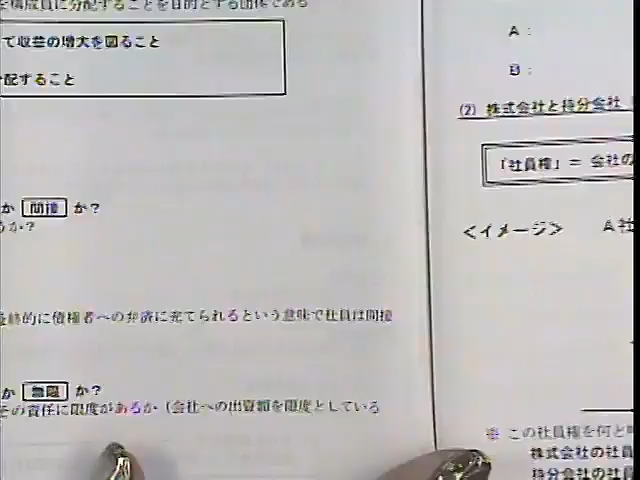 構成員に分配することを目的とする団体である
て収益の増大を図ること
分配すること
か 間接 か?
るか?
最終的に債権者への弁済に充てられるという意味で社員は間接
か 無限 か?
その責任に限度があるか(会社への出資額を限度としている
A:
B:
(2) 株式会社と持分会社
「社員権」= 会社の
<イメージ> A社
※ この社員権を何と
株式会社の社員
持分会社の社員